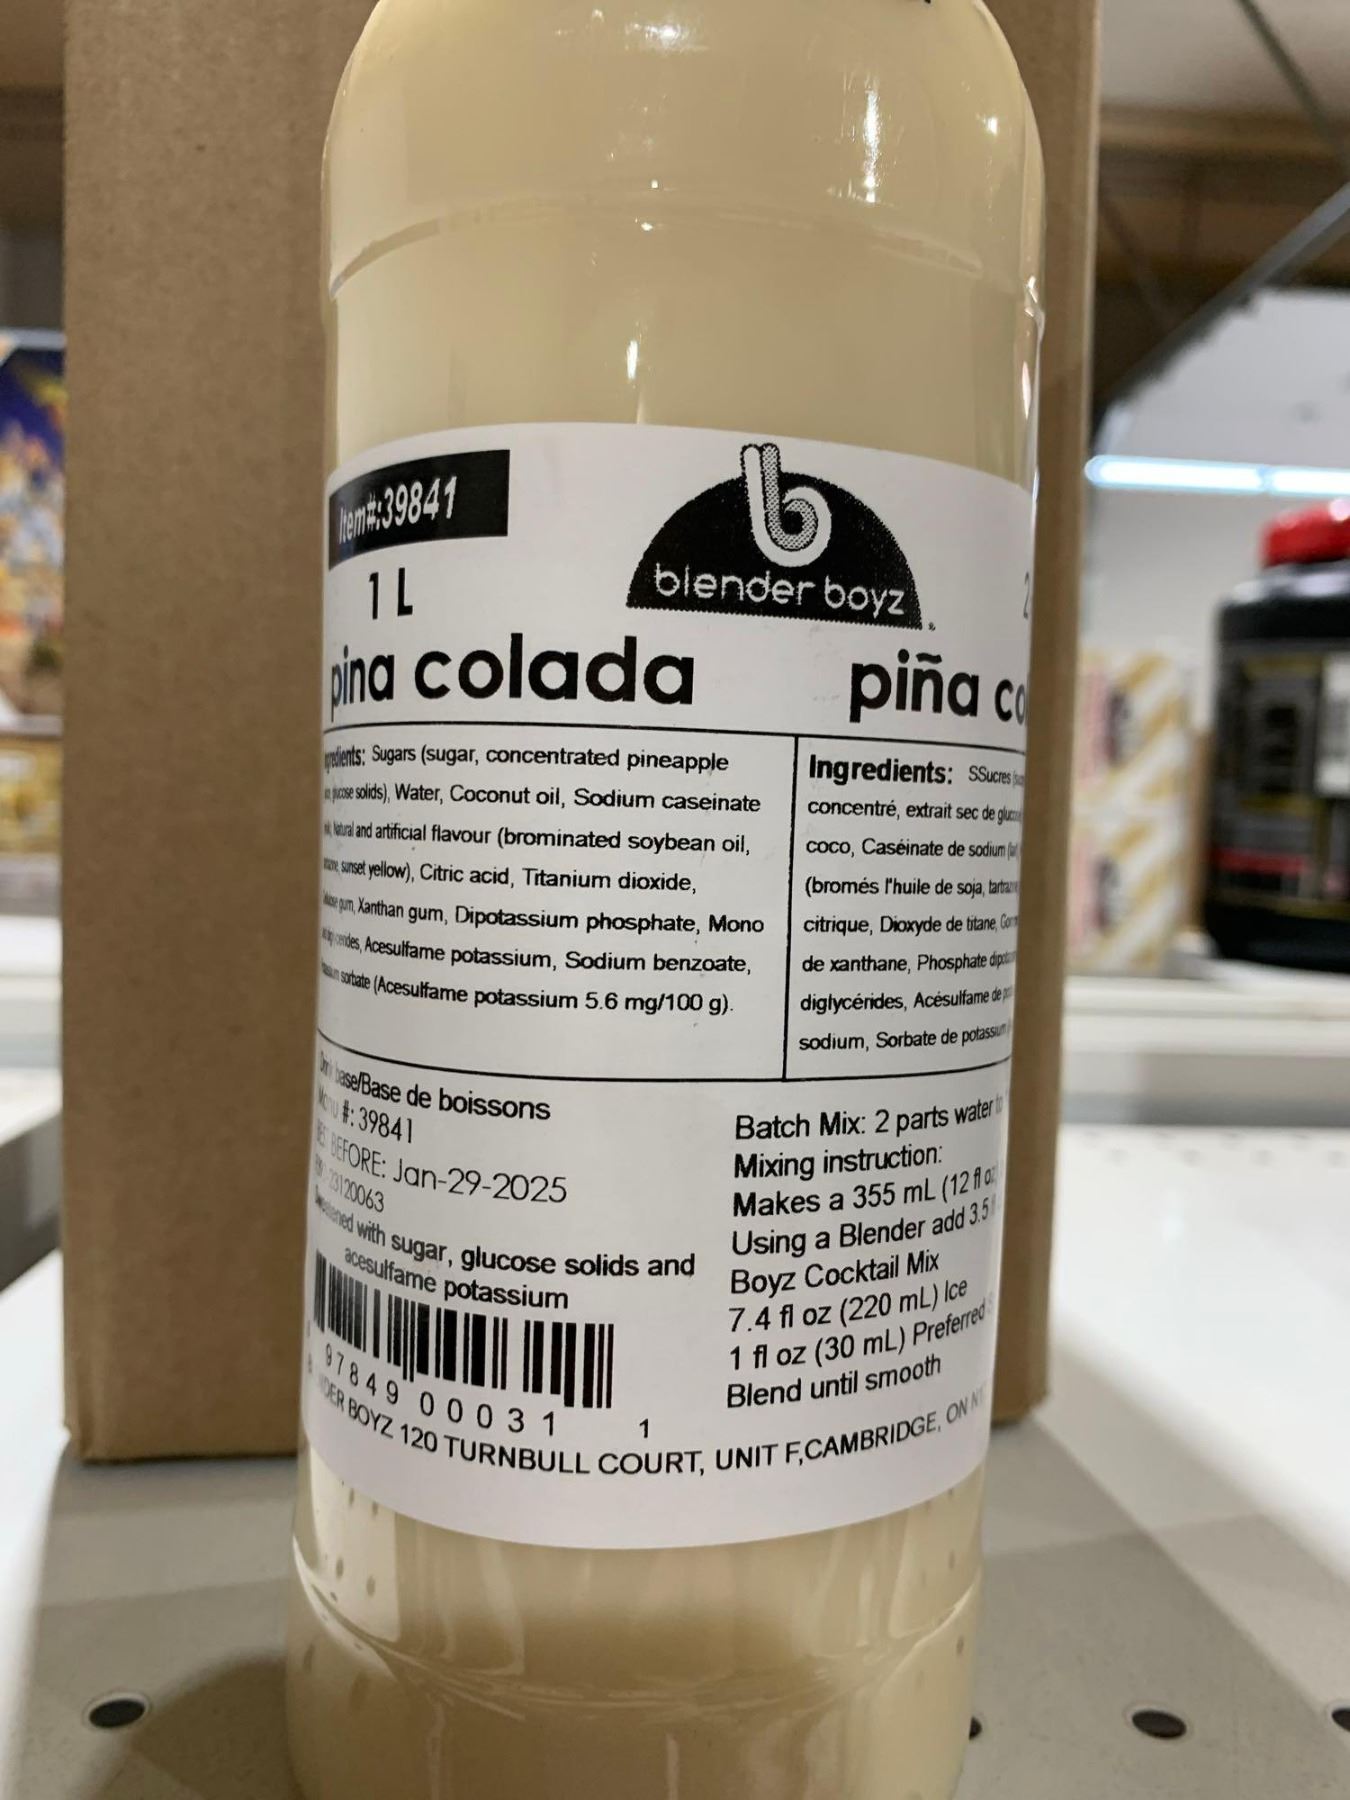 Item#:39841
1 L
b
blender boyz
®
pina colada
piña co
Ingredients: Sugars (sugar, concentrated pineapple
glucose solids), Water, Coconut oil, Sodium caseinate
Natural and artificial flavour (brominated soybean oil,
sunset yellow), Citric acid, Titanium dioxide,
gum, Xanthan gum, Dipotassium phosphate, Mono
Acesulfame potassium, Sodium benzoate,
sorbate (Acesulfame potassium 5.6 mg/100 g).
Ingredients: SSucres
concentré, extrait sec de
coco, Caséinate de sodium
(bromés l'huile de soja,
citrique, Dioxyde de titane,
de xanthane, Phosphate
diglycérides, Acésulfame de
sodium, Sorbate de potassium
base/Base de boissons
#: 39841
BEFORE: Jan-29-2025
23120063
Sweetened with sugar, glucose solids and
acesulfame potassium
97849 00031 1
Batch Mix: 2 parts water to
Mixing instruction:
Makes a 355 mL (12 fl oz
Using a Blender add 3.5
Boyz Cocktail Mix
7.4 fl oz (220 mL) Ice
1 fl oz (30 mL) Preferred
Blend until smooth
BOYZ 120 TURNBULL COURT, UNIT F,CAMBRIDGE, ON